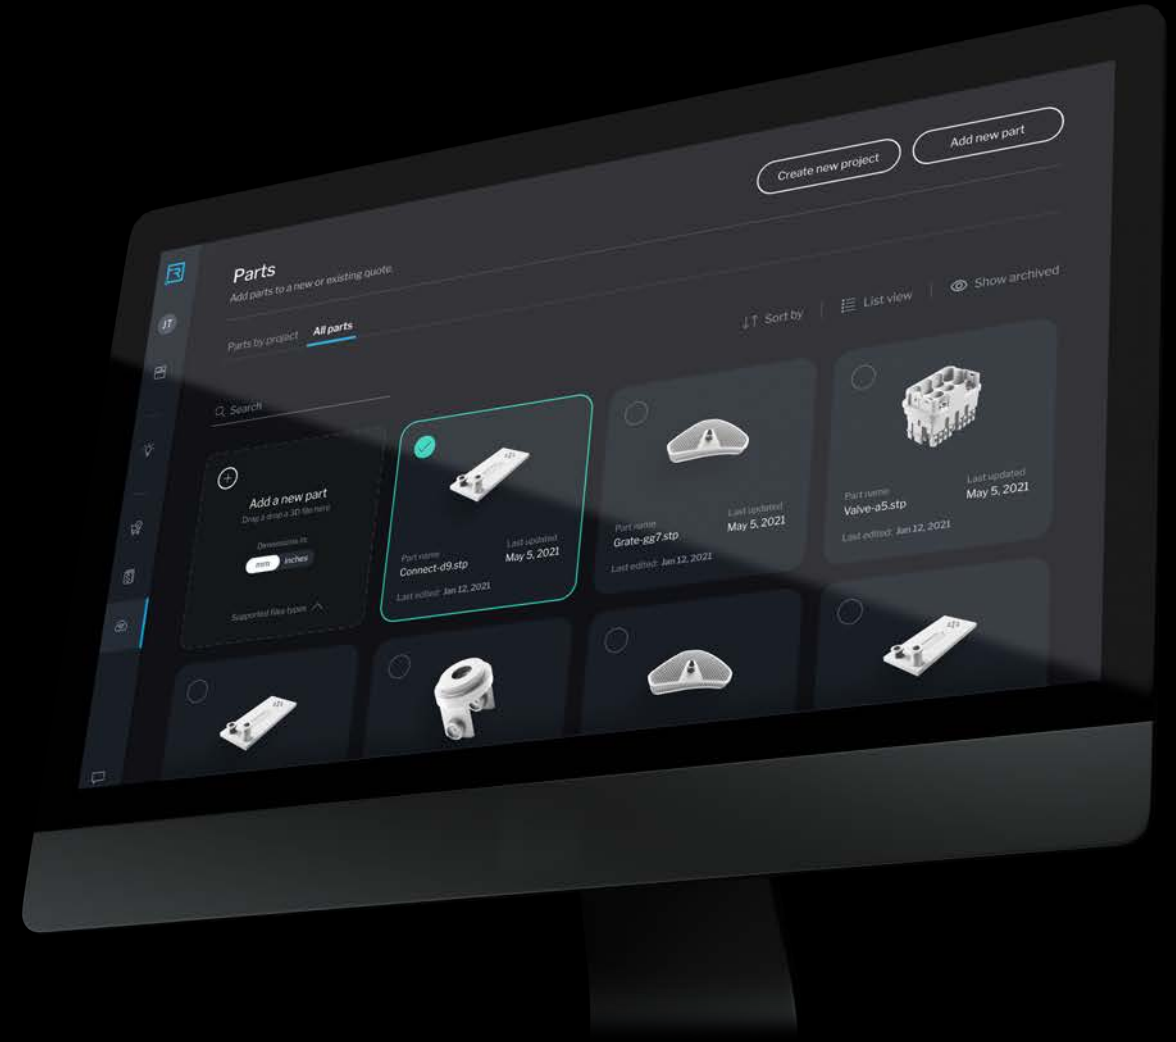 Create new project
Add new part
Parts
Add parts to a new or existing quote.
Parts by project
All parts
Sort by
List view
Show archived
JT
Search
Add a new part
Drag & drop a 3D file here
Dimensions in:
mm
inches
Supported files types
Part name
Connect-d9.stp
Last updated
May 5, 2021
Last edited: Jan 12, 2021
Part name
Grate-gg7.stp
Last updated
May 5, 2021
Last edited: Jan 12, 2021
Part name
Valve-a5.stp
Last updated
May 5, 2021
Last edited: Jan 12, 2021